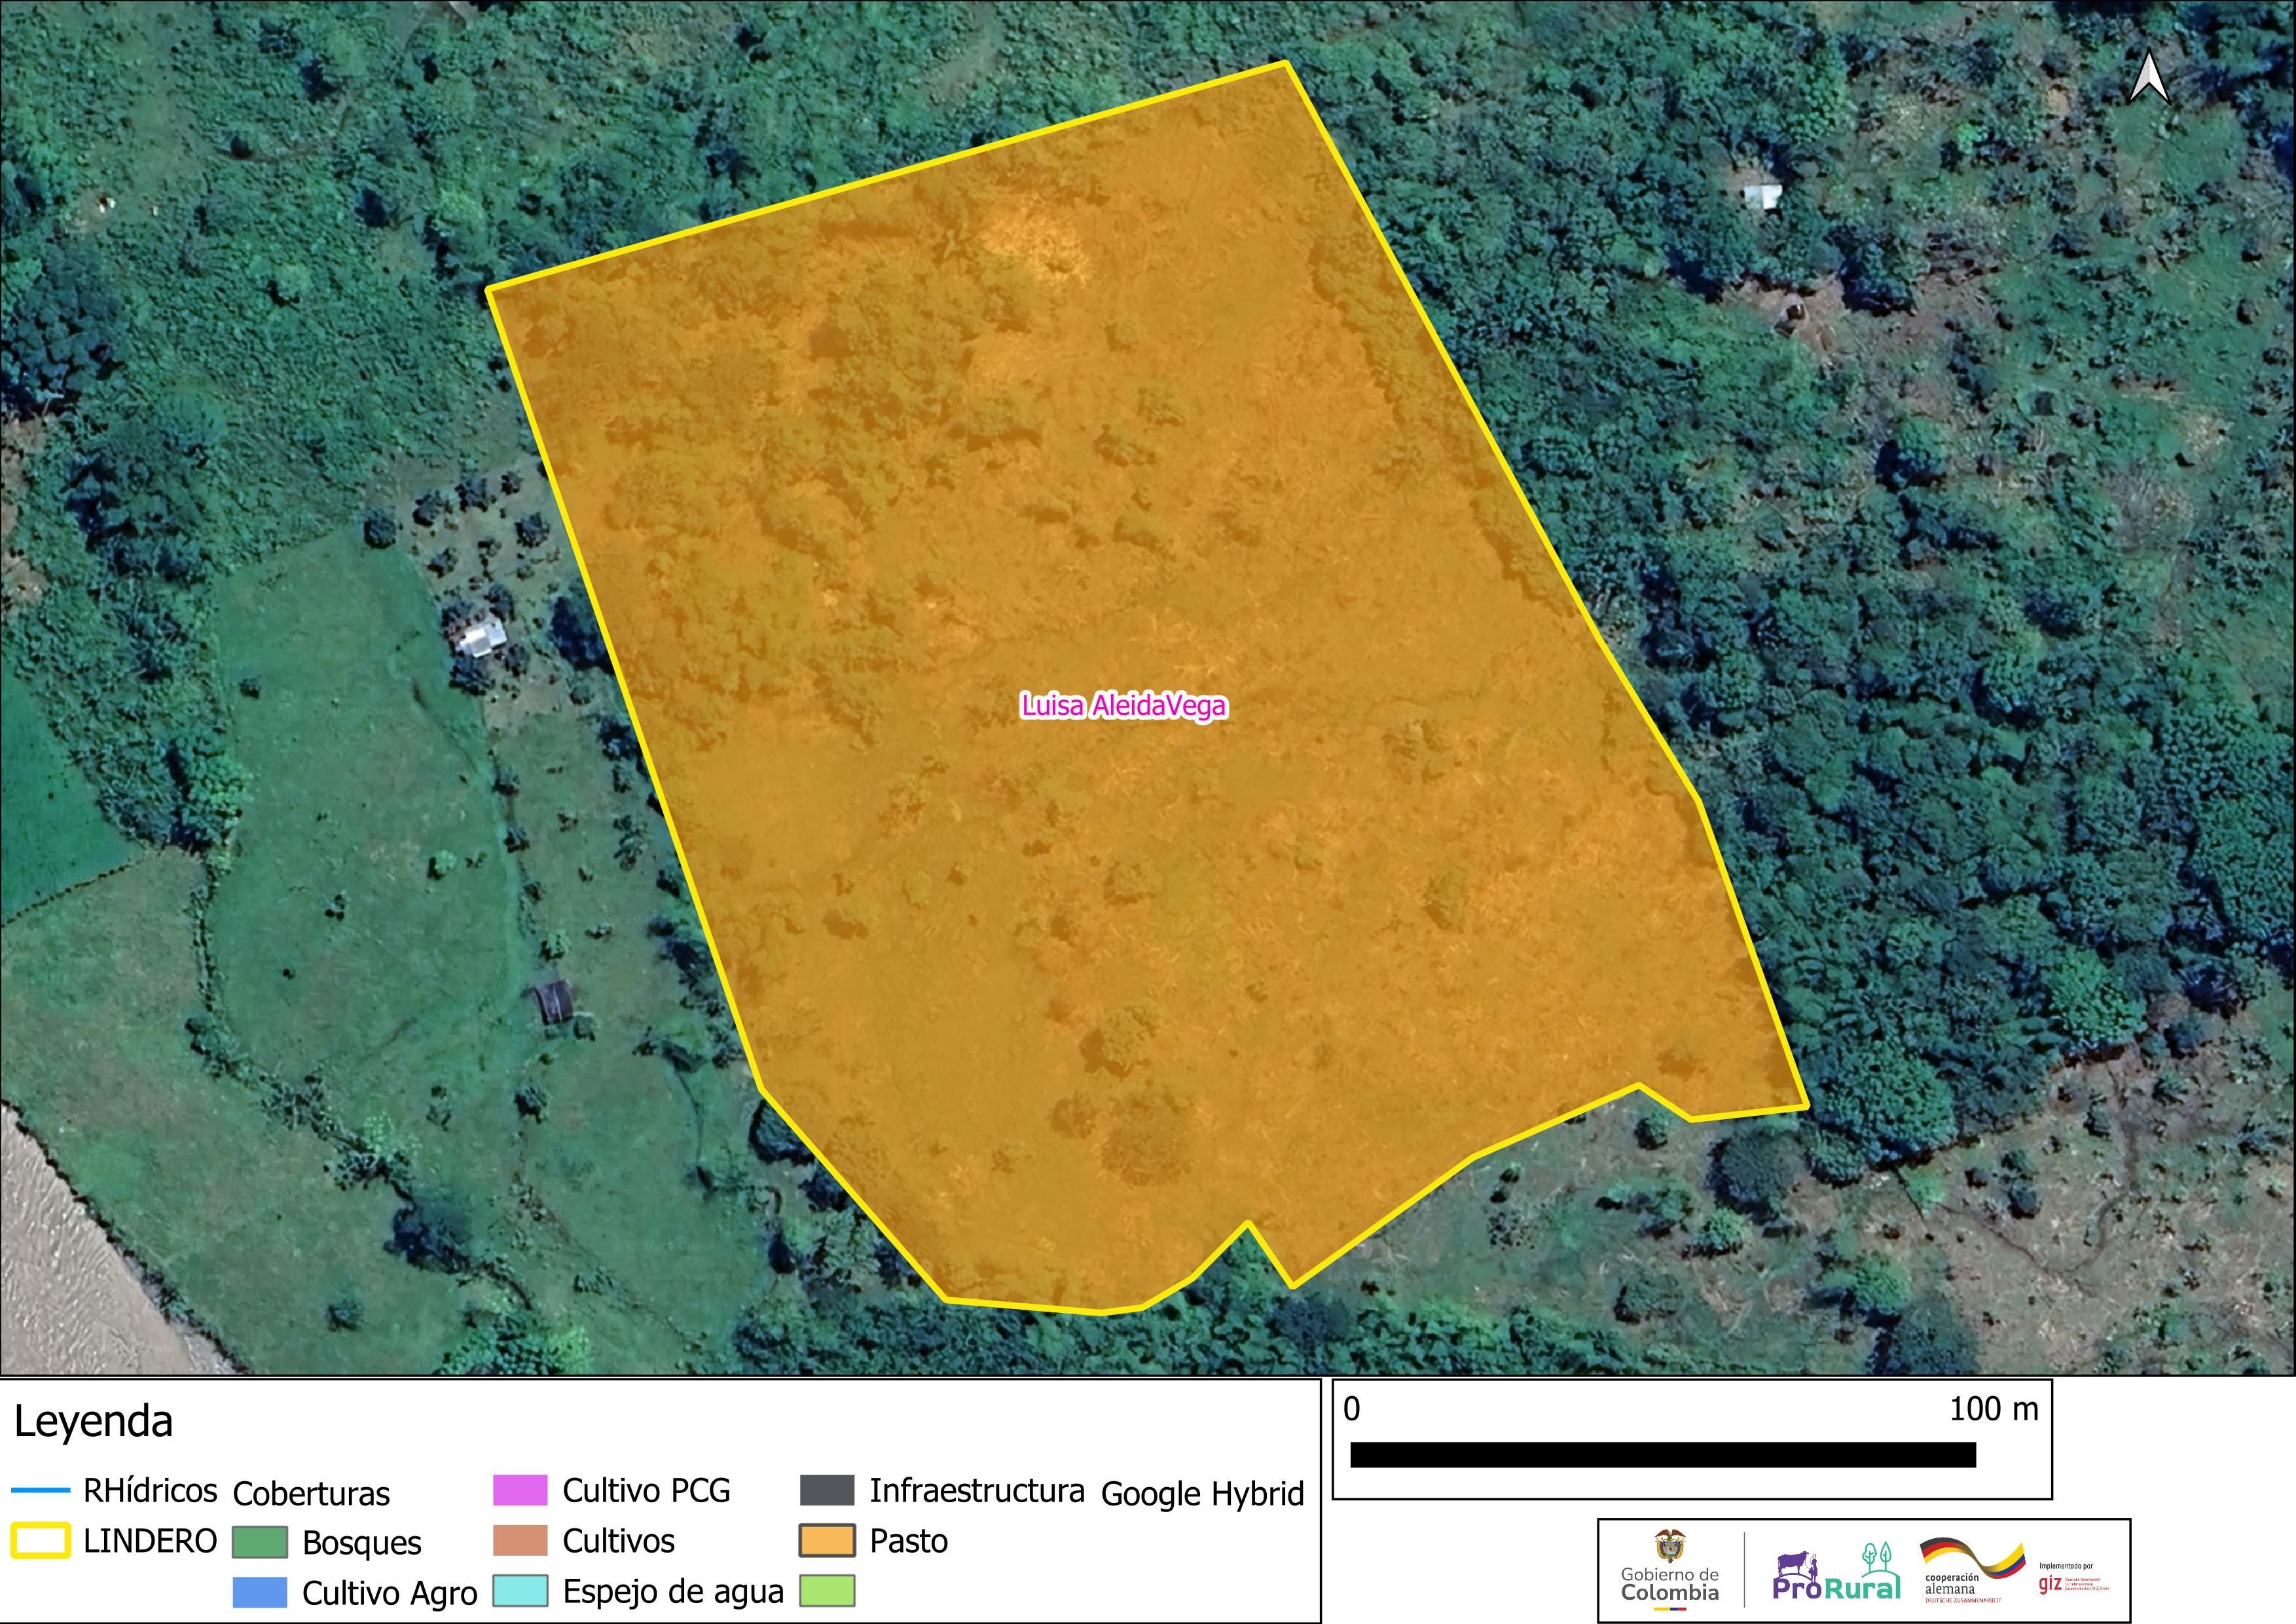 Luisa AleidaVega
Leyenda
RHídricos
LINDERO
Coberturas
Bosques
Cultivo Agro
Cultivo PCG
Cultivos
Espejo de agua
Infraestructura
Pasto
Google Hybrid
0 100 m
Gobierno de
Colombia
ProRural
cooperación
alemana
DEUTSCHE ZUSAMMENARBEIT
Implementado por
giz